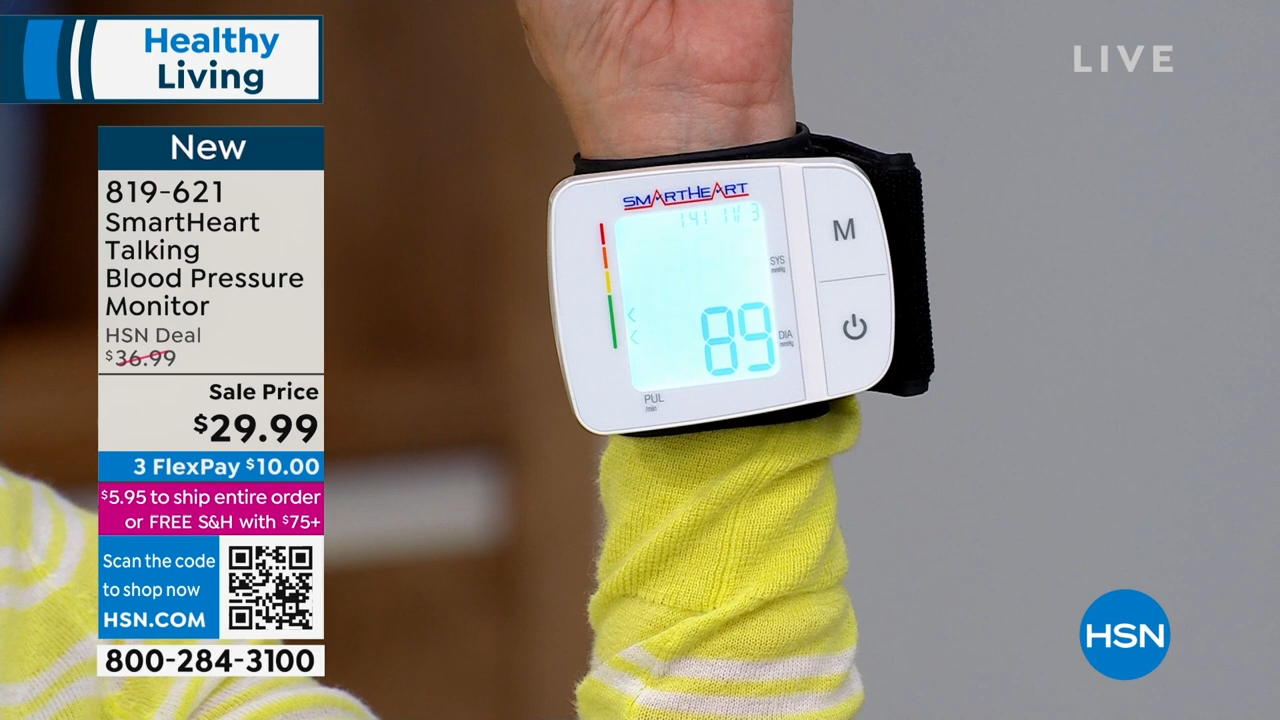 Healthy
Living
LIVE
New
819-621
SmartHeart
Talking
Blood Pressure
Monitor
HSN Deal
$36.99
Sale Price
$29.99
3 FlexPay $10.00
$5.95 to ship entire order
or FREE S&H with $75+
Scan the code
to shop now
HSN.COM
800-284-3100
SMARTHEART
M
SYS
mmHg
89
DIA
mmHg
PUL
/min
HSN